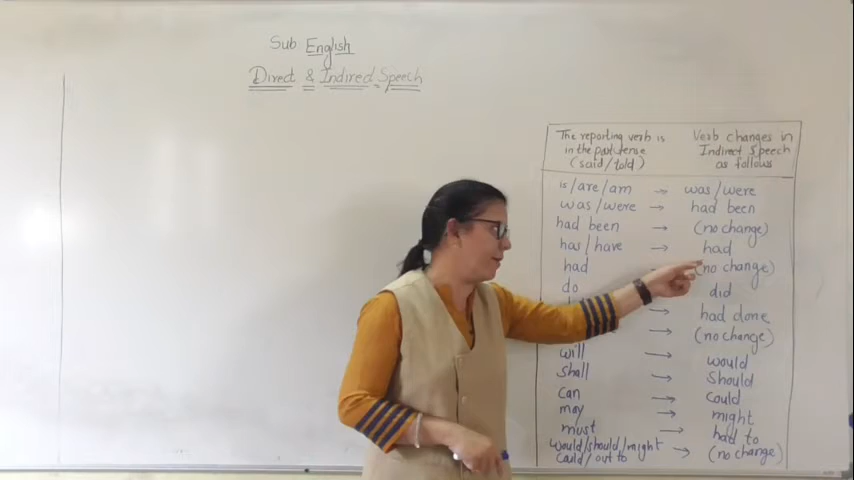 Sub English
Direct & Indired Speech
The reporting verb is
in the past tense
(said/told)
Verb changes in
Indirect Speech
as follows
is/are/am → was/were
was/were → had been
had been → (no change)
has/have → had
had (no change)
do did
→ had done
→ (no change)
will → would
shall → should
can → could
may → might
must → had to
would/should/might
could/out to → (no change)